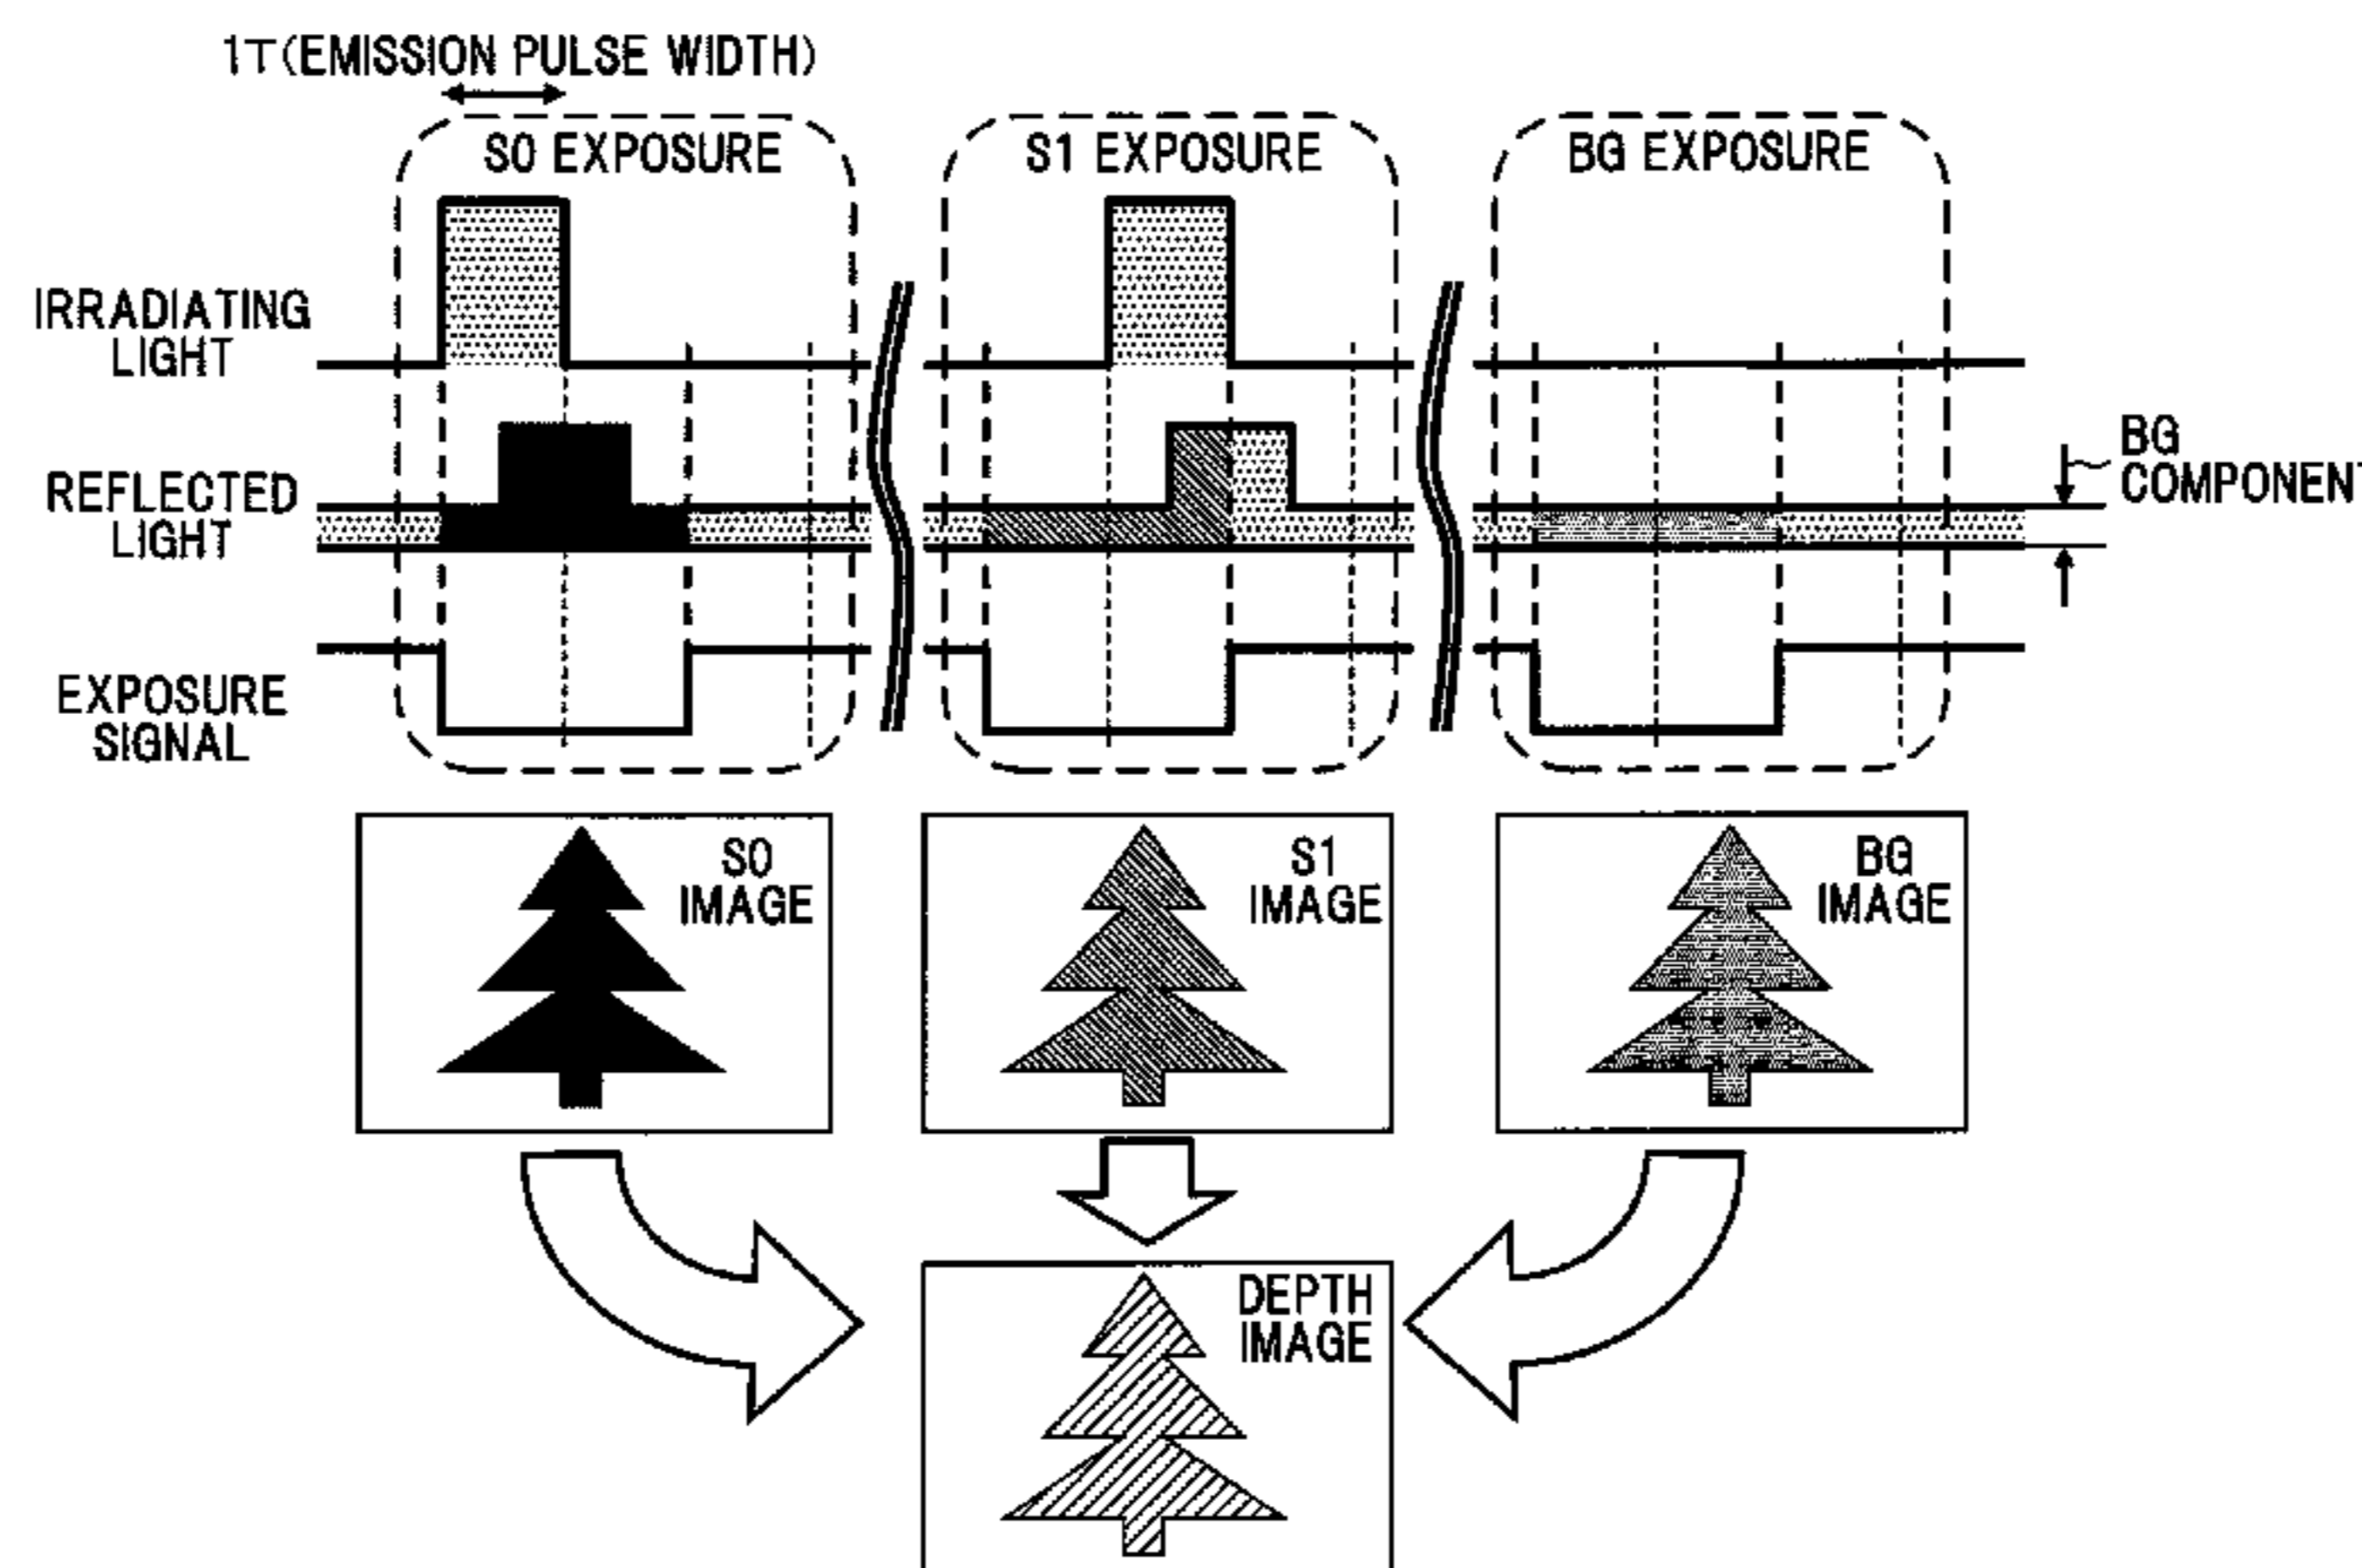 1T(EMISSION PULSE WIDTH)
S0 EXPOSURE
S1 EXPOSURE
BG EXPOSURE
IRRADIATING
LIGHT
REFLECTED
LIGHT
BG
COMPONENT
EXPOSURE
SIGNAL
S0
IMAGE
S1
IMAGE
BG
IMAGE
DEPTH
IMAGE